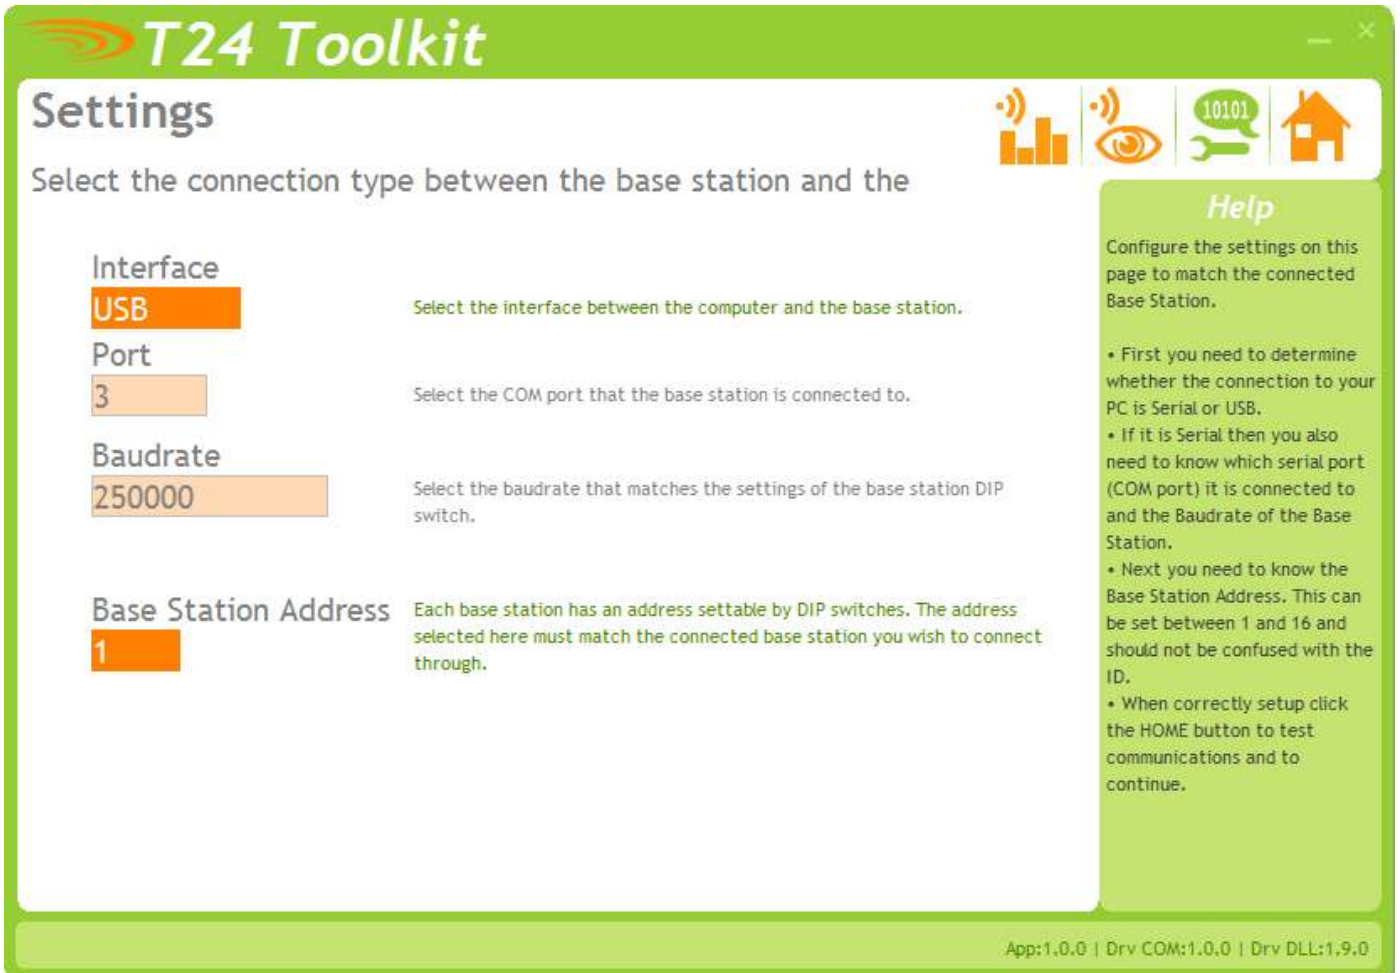 T24 Toolkit
Settings
10101
Select the connection type between the base station and the
Interface
USB
Select the interface between the computer and the base station.
Port
3
Select the COM port that the base station is connected to.
Baudrate
250000
Select the baudrate that matches the settings of the base station DIP
switch.
Base Station Address
1
Each base station has an address settable by DIP switches. The address
selected here must match the connected base station you wish to connect
through.
Help
Configure the settings on this
page to match the connected
Base Station.
• First you need to determine
whether the connection to your
PC is Serial or USB.
• If it is Serial then you also
need to know which serial port
(COM port) it is connected to
and the Baudrate of the Base
Station.
• Next you need to know the
Base Station Address. This can
be set between 1 and 16 and
should not be confused with the
ID.
• When correctly setup click
the HOME button to test
communications and to
continue.
App:1.0.0 | Drv COM:1.0.0 | Drv DLL:1.9.0